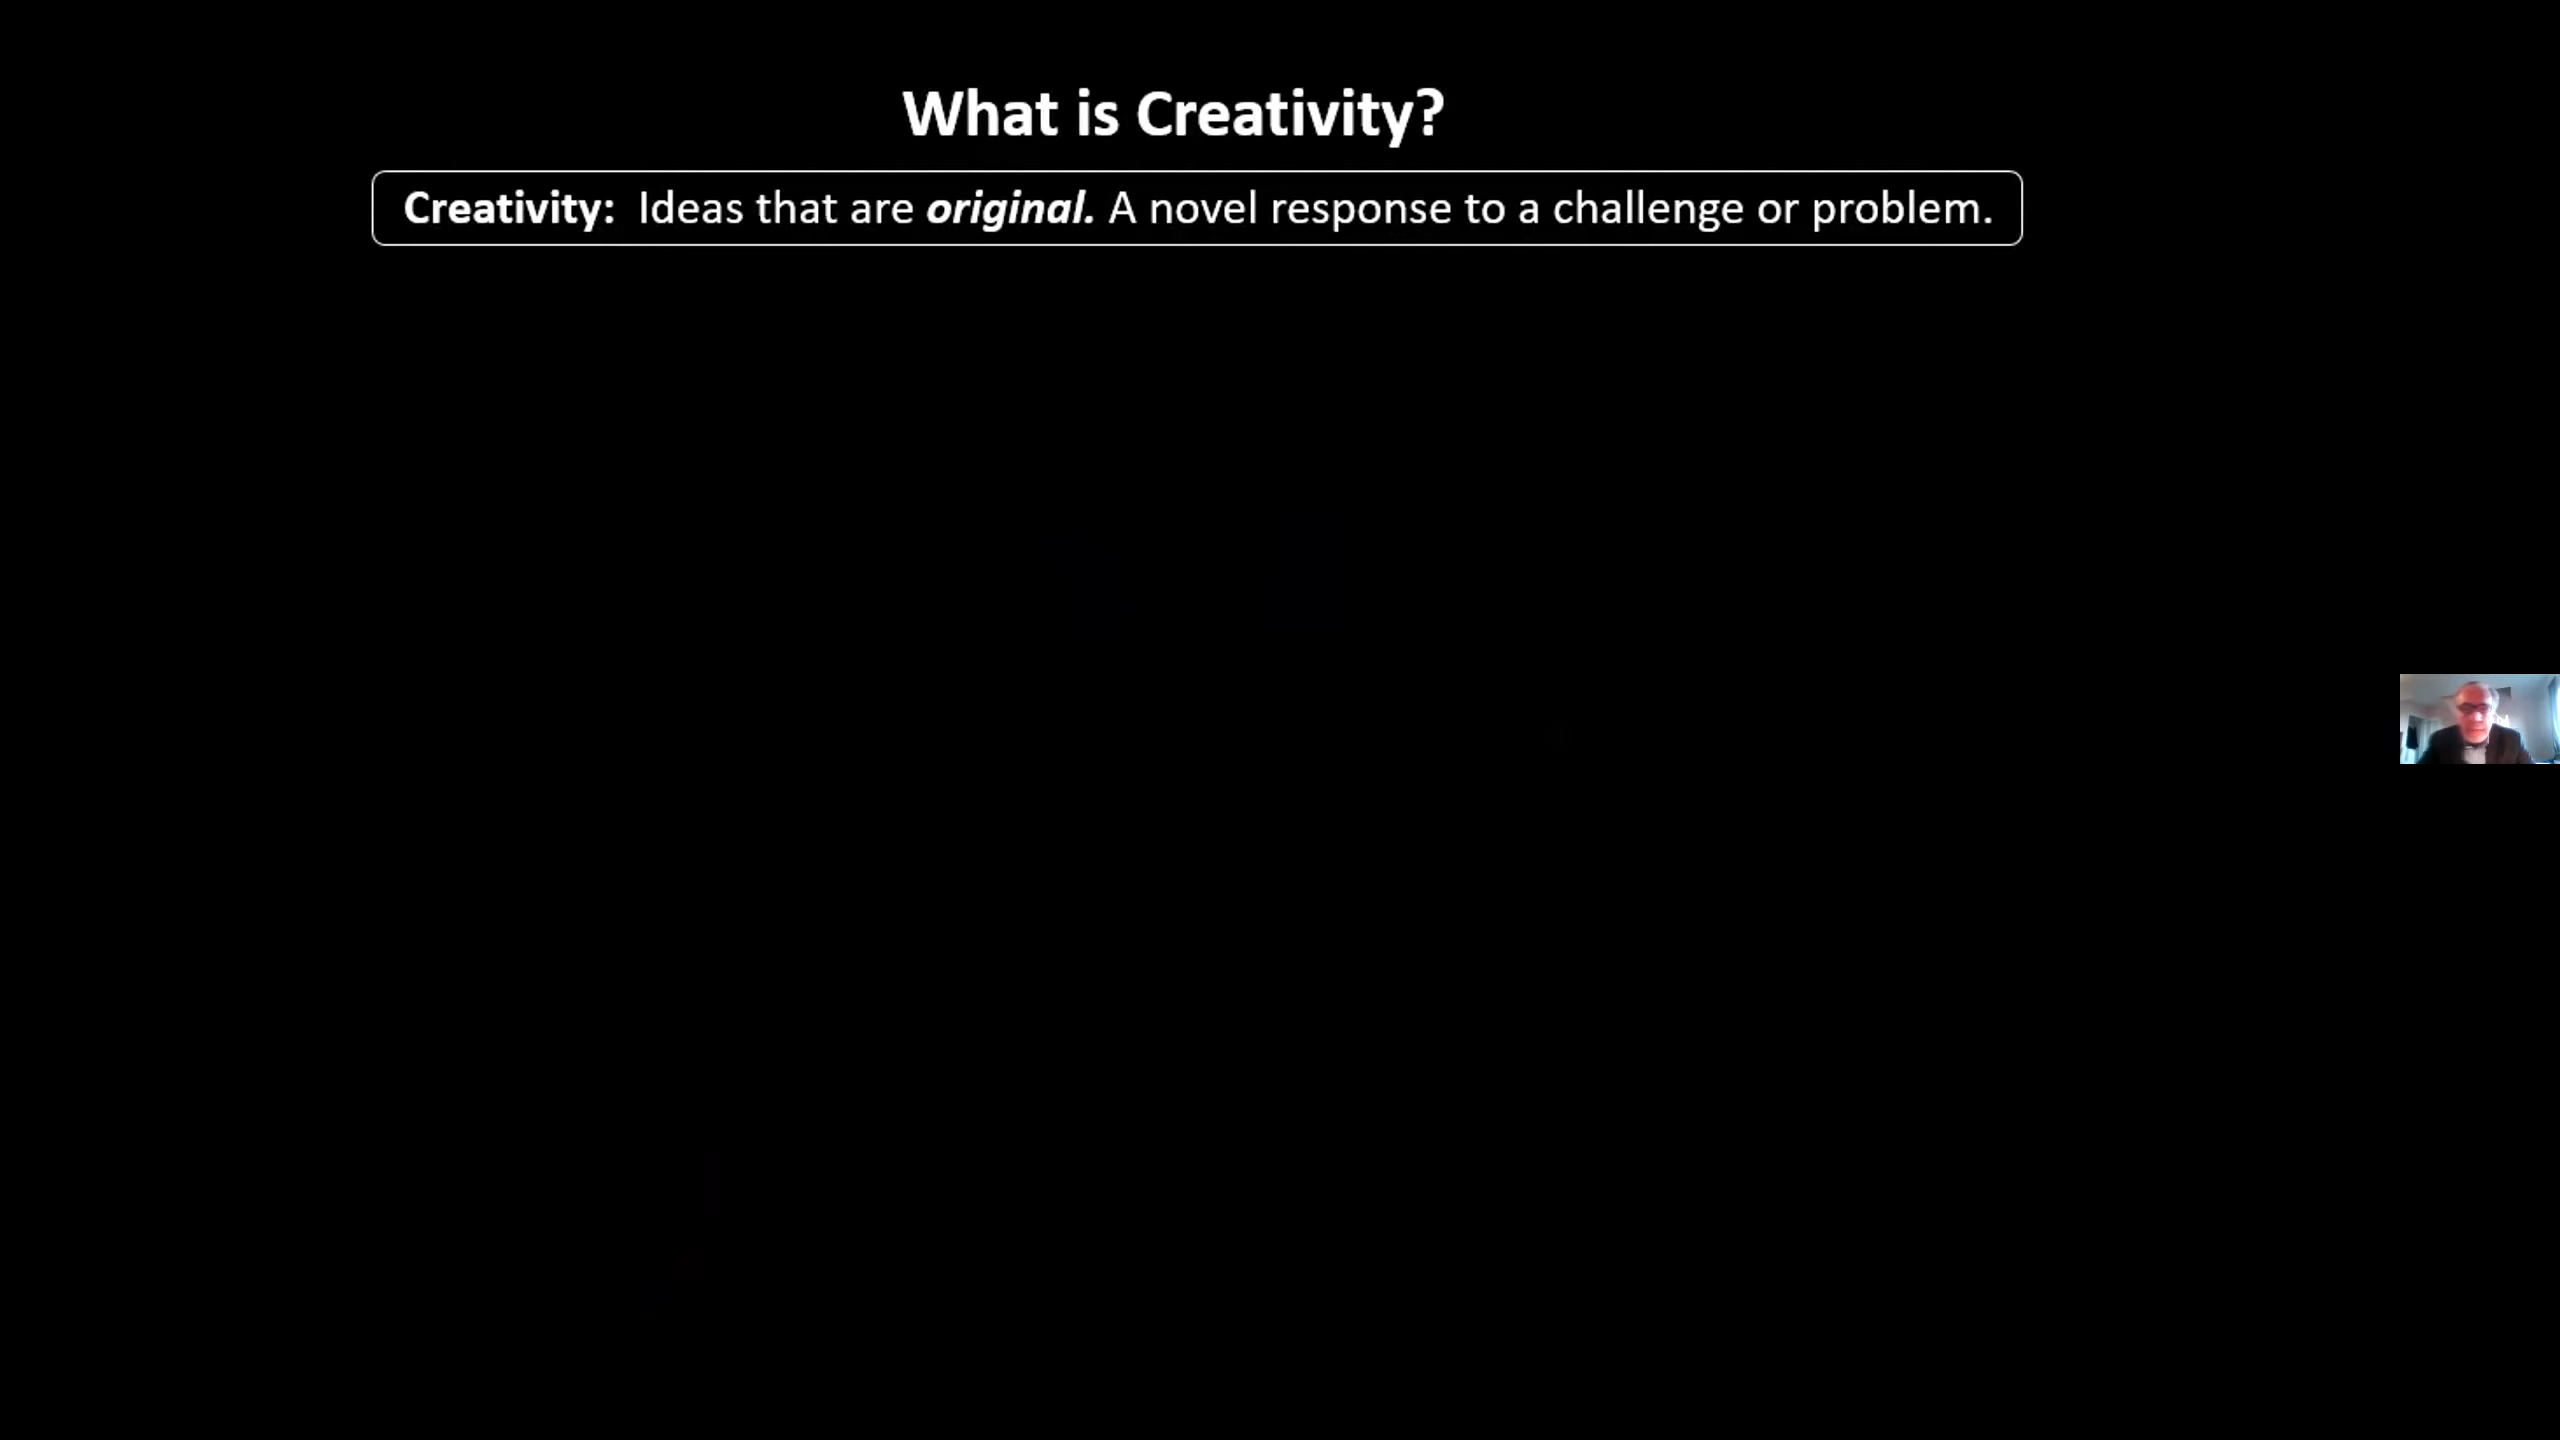 What is Creativity?
Creativity: Ideas that are original. A novel response to a challenge or problem.